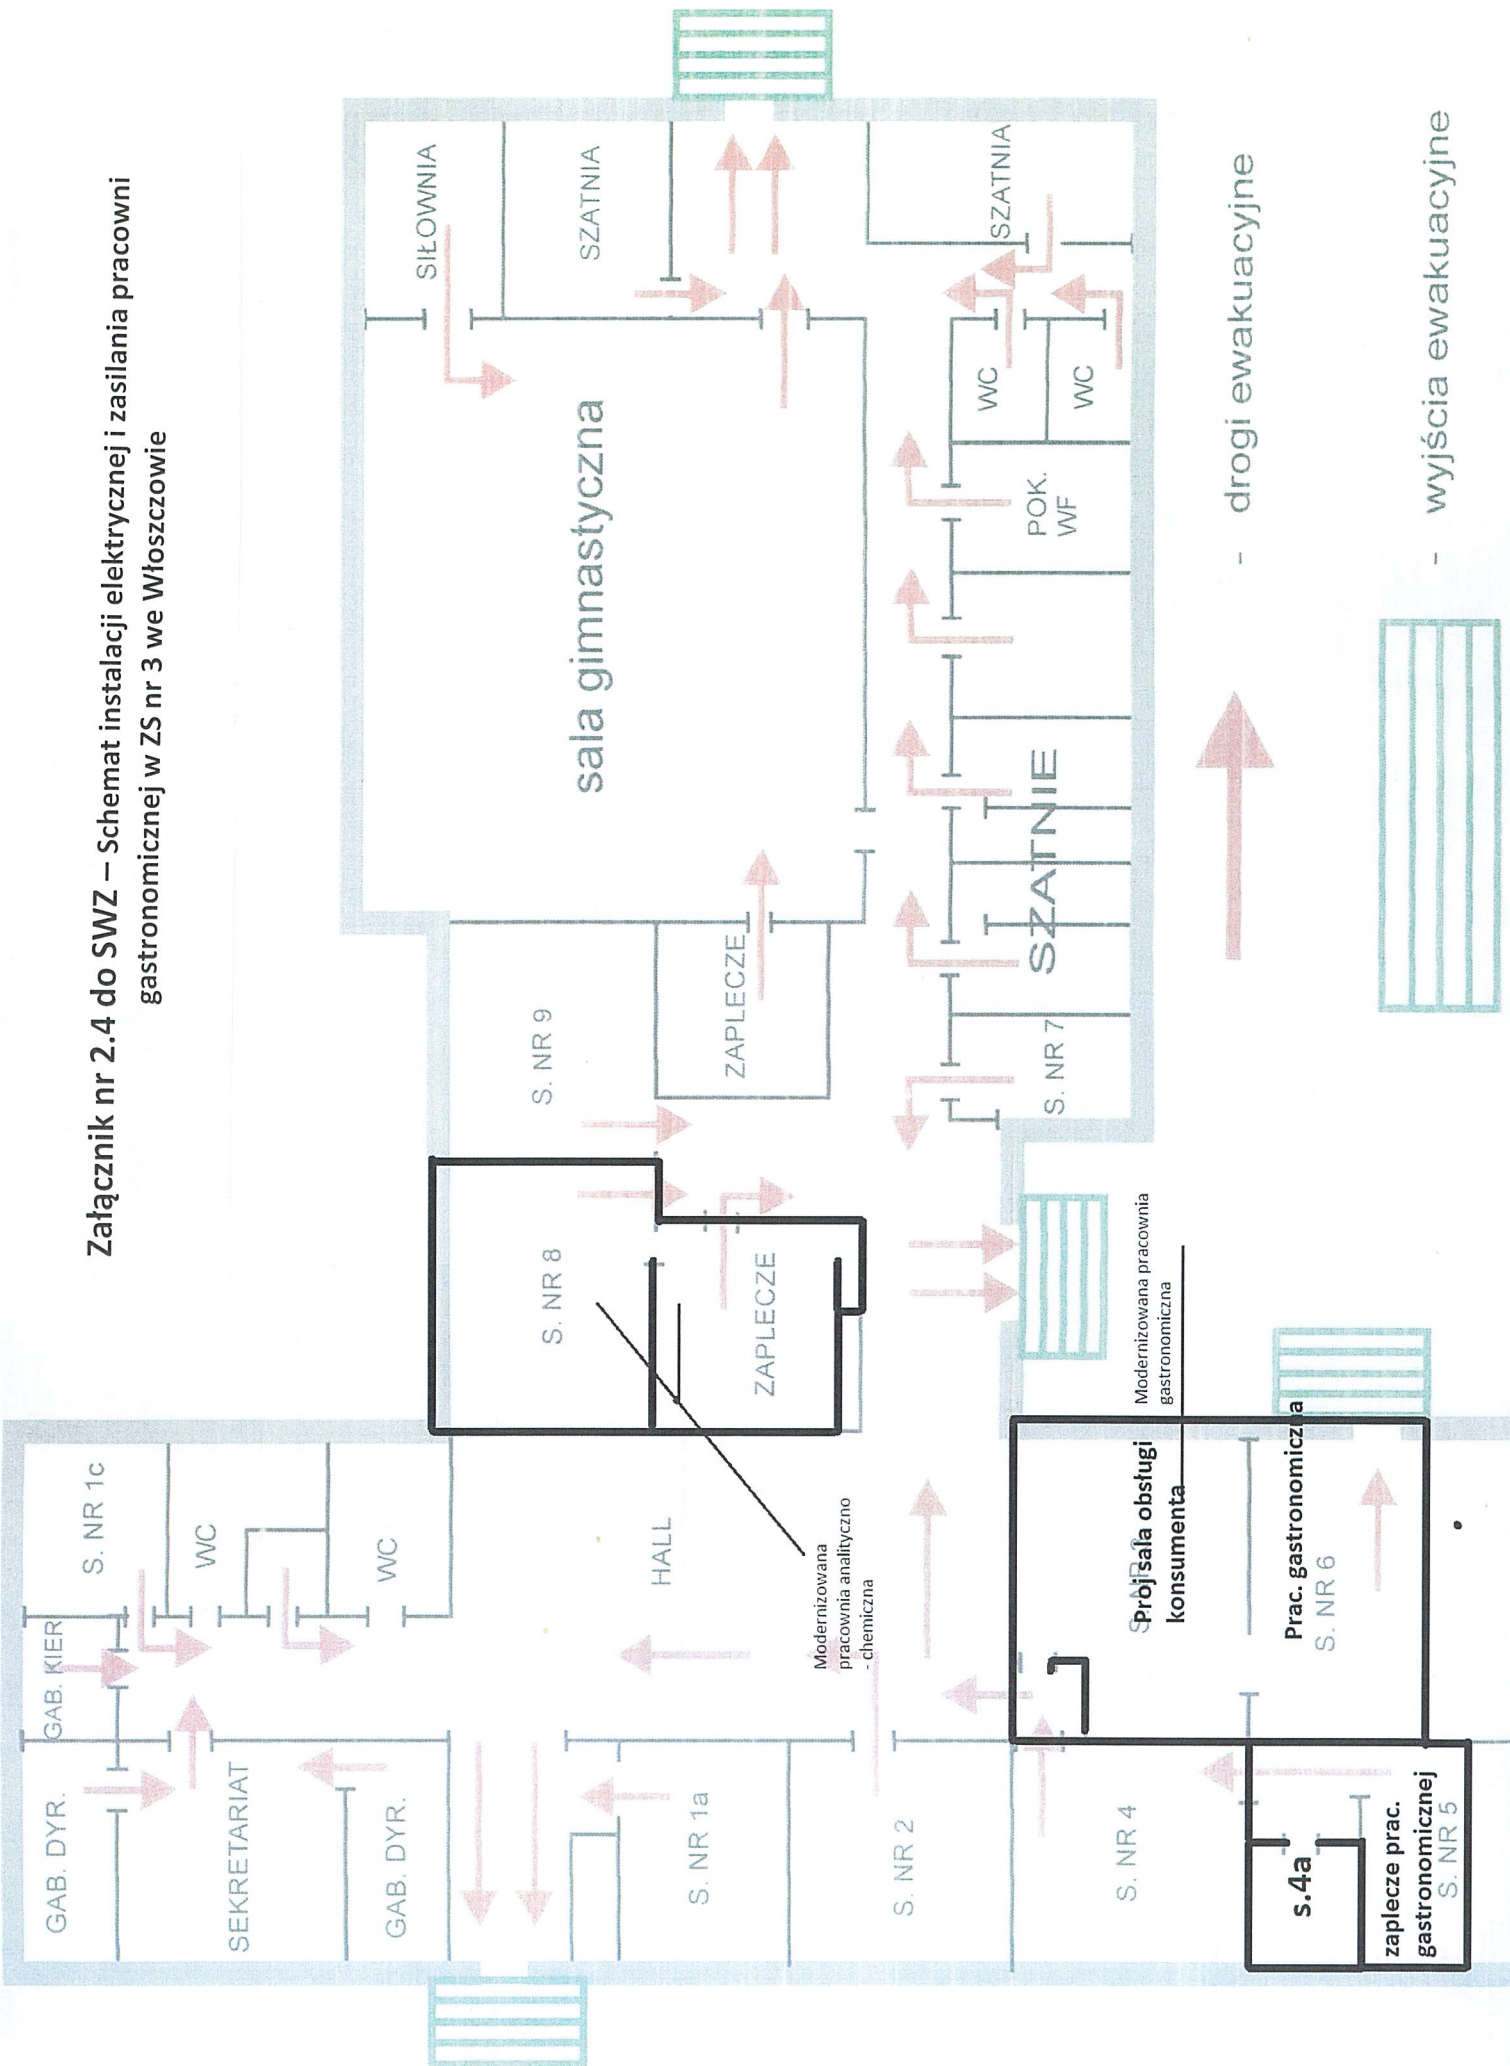 Załącznik nr 2.4 do SWZ – Schemat instalacji elektrycznej i zasilania pracowni
gastronomicznej w ZS nr 3 we Włoszczowie
SIŁOWNIA
SZATNIA
SZATNIA
sala gimnastyczna
WC
WC
POK.
WF
SZATNIE
S. NR 9
ZAPLECZE
S. NR 7
S. NR 8
ZAPLECZE
Modernizowana
pracownia analityczno
- chemiczna
Modernizowana pracownia
gastronomiczna
S. NR 1c
WC
WC
HALL
GAB. KIER
GAB. DYR.
SEKRETARIAT
GAB. DYR.
S. NR 1a
S. NR 2
S. NR 4
Proj sala obsługi
konsumenta
Prac. gastronomiczna
S. NR 6
s.4a
zaplecze prac.
gastronomicznej
S. NR 5
- drogi ewakuacyjne
- wyjścia ewakuacyjne